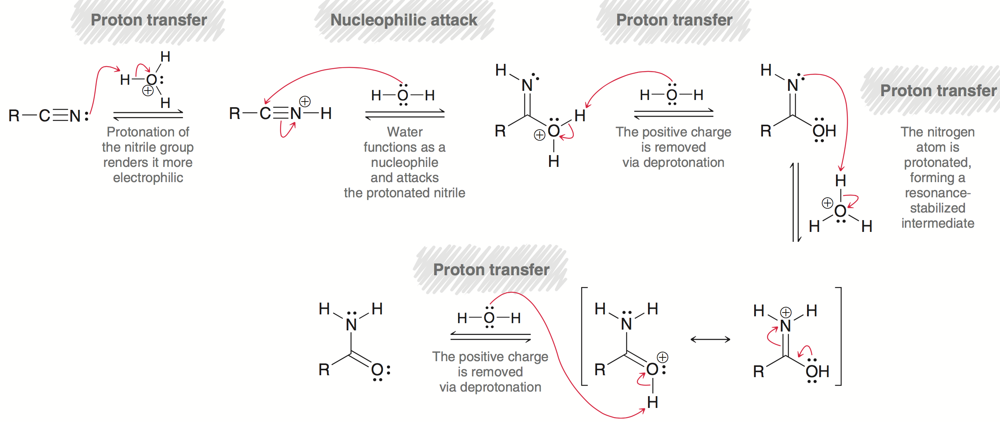 Proton transfer
Nucleophilic attack
Proton transfer
R—C≡N:
H—O: H H ⊕
Protonation of
the nitrile group
renders it more
electrophilic
R—C≡N—H ⊕
H—O—H
Water
functions as a
nucleophile
and attacks
the protonated nitrile
H
N
R
O H
⊕
H
H—O—H
The positive charge
is removed
via deprotonation
H
N
R
OH
Proton transfer
The nitrogen
atom is
protonated,
forming a
resonance-
stabilized
intermediate
H
⊕
O
H H
Proton transfer
H H
N
R
O:
H—O—H
The positive charge
is removed
via deprotonation
H H
N
⊕
R
O:
H
H ⊕ H
N
R
OH